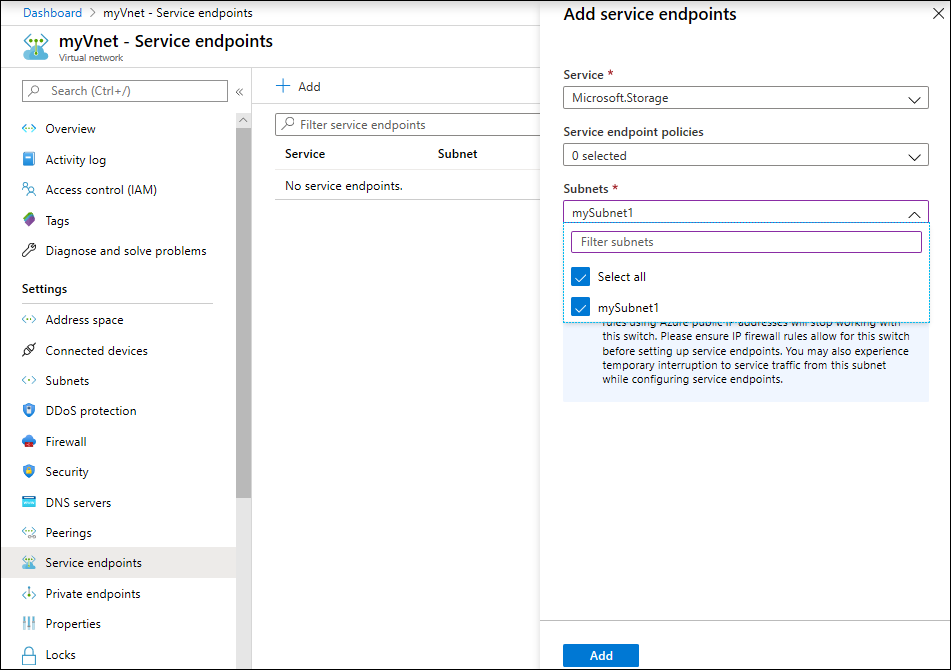 Dashboard > myVnet - Service endpoints
myVnet - Service endpoints
Virtual network
Search (Ctrl+/)
«
Overview
Activity log
Access control (IAM)
Tags
Diagnose and solve problems
Settings
Address space
Connected devices
Subnets
DDoS protection
Firewall
Security
DNS servers
Peerings
Service endpoints
Private endpoints
Properties
Locks
+ Add
Filter service endpoints
Service Subnet
No service endpoints.
Add service endpoints
Service *
Microsoft.Storage
Service endpoint policies
0 selected
Subnets *
mySubnet1
Filter subnets
Select all
mySubnet1
rules using Azure public IP addresses will stop working with
this switch. Please ensure IP firewall rules allow for this switch
before setting up service endpoints. You may also experience
temporary interruption to service traffic from this subnet
while configuring service endpoints.
Add